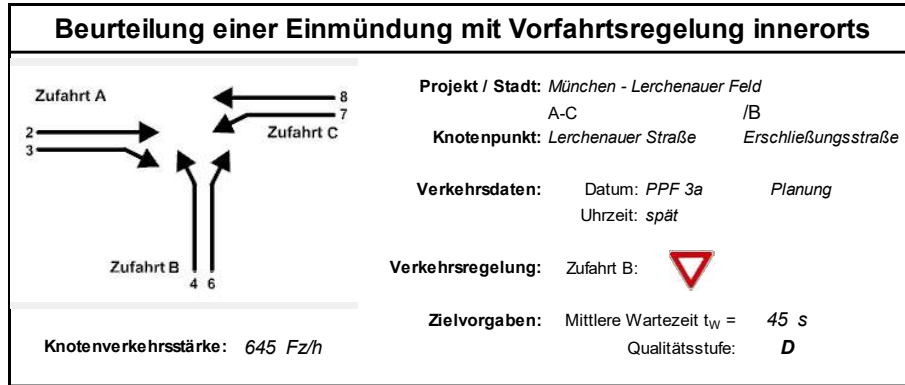 Beurteilung einer Einmündung mit Vorfahrtsregelung innerorts
Zufahrt A
8
7
Zufahrt C
2
3
Zufahrt B
4 6
Knotenverkehrsstärke: 645 Fz/h
Projekt / Stadt: München - Lerchenauer Feld
A-C /B
Knotenpunkt: Lerchenauer Straße Erschließungsstraße
Verkehrsdaten: Datum: PPF 3a Planung
Uhrzeit: spät
Verkehrsregelung: Zufahrt B:
Zielvorgaben: Mittlere Wartezeit tW = 45 s
Qualitätsstufe: D